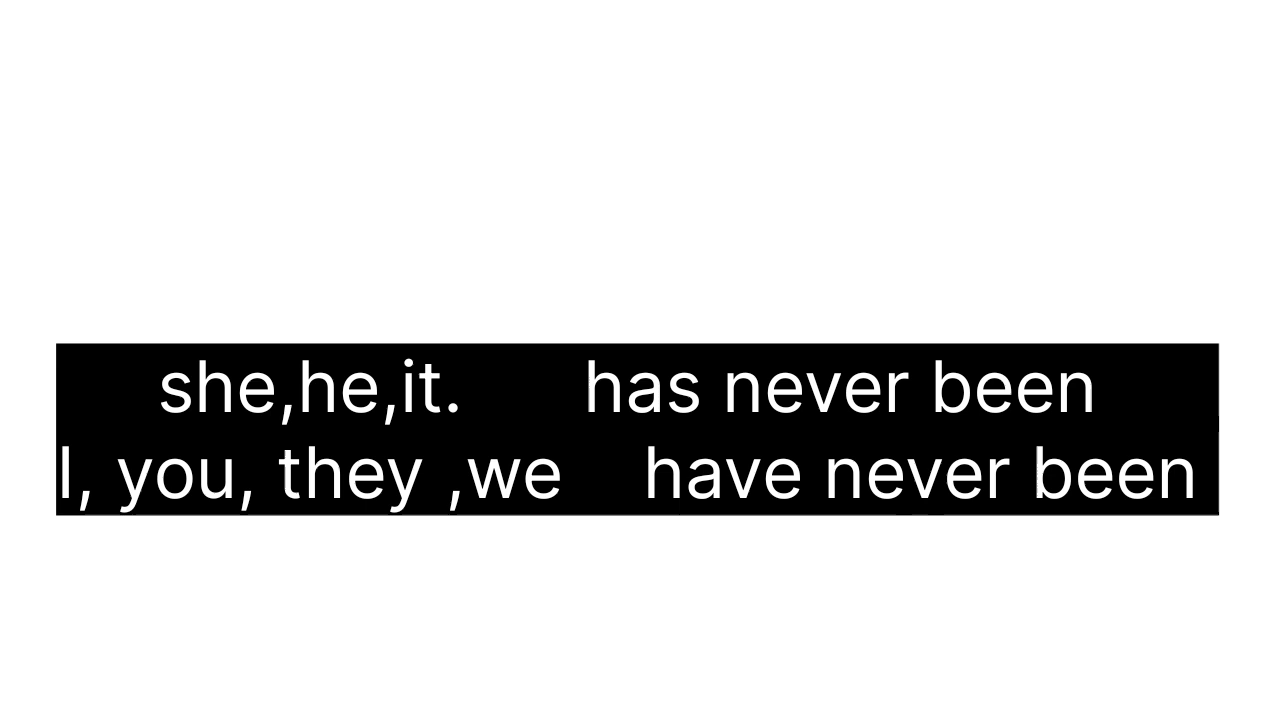 she,he,it. has never been
I, you, they ,we have never been